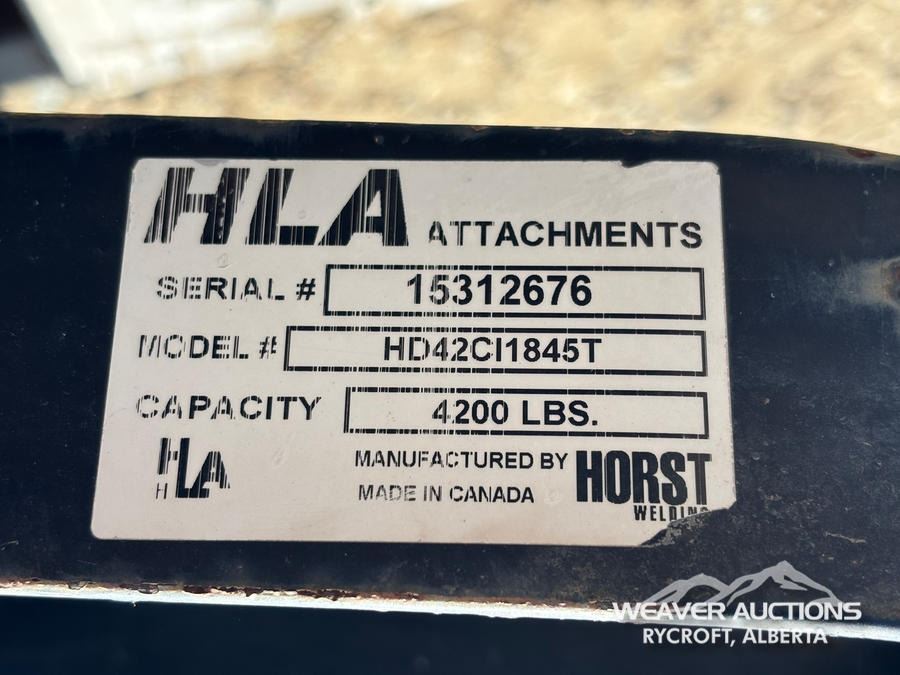 HLA ATTACHMENTS
SERIAL # 15312676
MODEL # HD42CI1845T
CAPACITY 4200 LBS.
HLA
MANUFACTURED BY HORST
MADE IN CANADA WELDING
WEAVER AUCTIONS
RYCROFT, ALBERTA